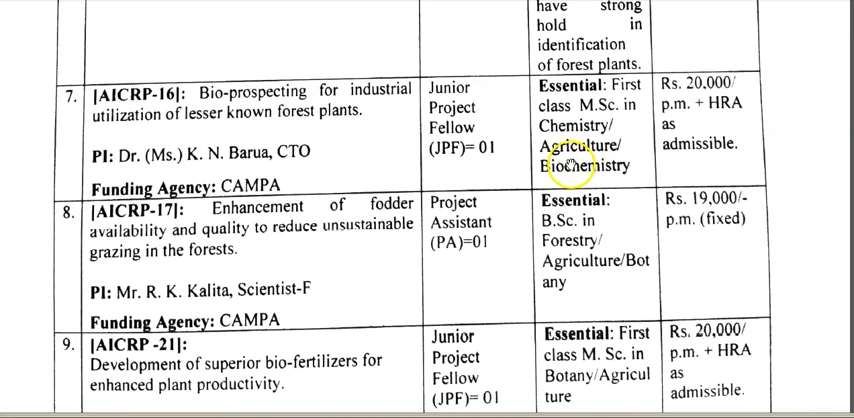 have strong
hold in
identification
of forest plants.
7. [AICRP-16]: Bio-prospecting for industrial
utilization of lesser known forest plants.
PI: Dr. (Ms.) K. N. Barua, CTO
Funding Agency: CAMPA
Junior
Project
Fellow
(JPF)= 01
Essential: First
class M.Sc. in
Chemistry/
Agriculture/
Biochemistry
Rs. 20,000/
p.m. + HRA
as
admissible.
8. [AICRP-17]: Enhancement of fodder
availability and quality to reduce unsustainable
grazing in the forests.
PI: Mr. R. K. Kalita, Scientist-F
Funding Agency: CAMPA
Project
Assistant
(PA)=01
Essential:
B.Sc. in
Forestry/
Agriculture/Bot
any
Rs. 19,000/-
p.m. (fixed)
9. [AICRP -21]:
Development of superior bio-fertilizers for
enhanced plant productivity.
Junior
Project
Fellow
(JPF)= 01
Essential: First
class M. Sc. in
Botany/Agricul
ture
Rs. 20,000/
p.m. + HRA
as
admissible.